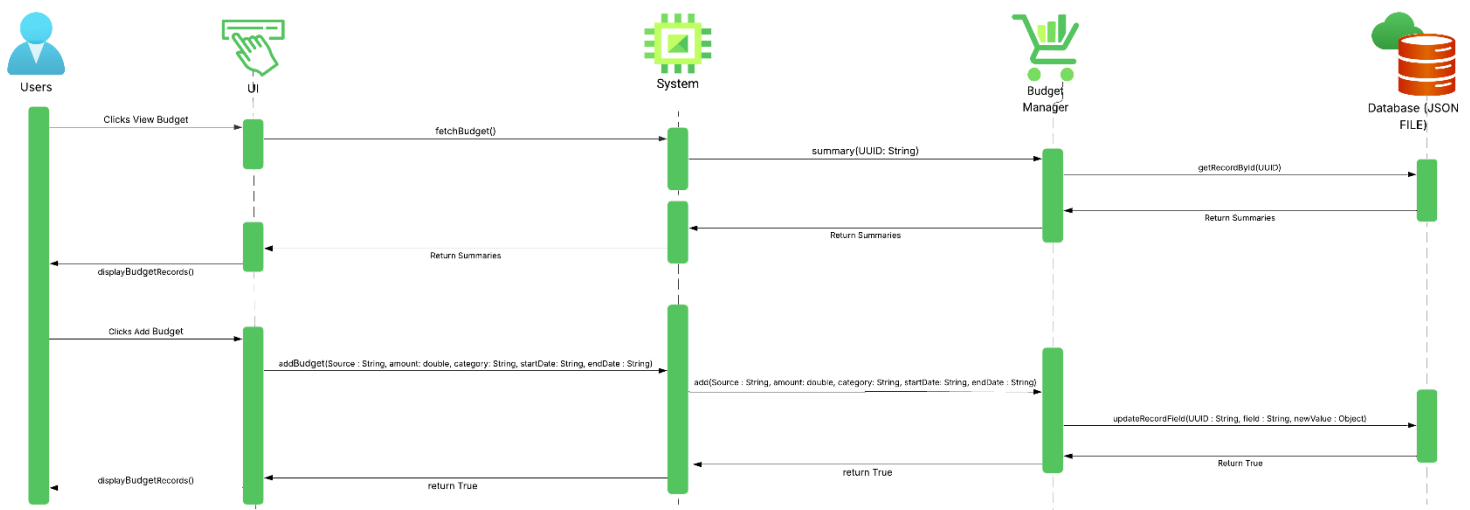 Users
UI
System
Budget
Manager
Database (JSON
FILE)
Clicks View Budget
fetchBudget()
summary(UUID: String)
getRecordById(UUID)
Return Summaries
Return Summaries
Return Summaries
displayBudgetRecords()
Clicks Add Budget
addBudget(Source : String, amount: double, category: String, startDate: String, endDate : String)
add(Source : String, amount: double, category: String, startDate: String, endDate : String)
updateRecordField(UUID : String, field : String, newValue : Object)
Return True
return True
return True
displayBudgetRecords()